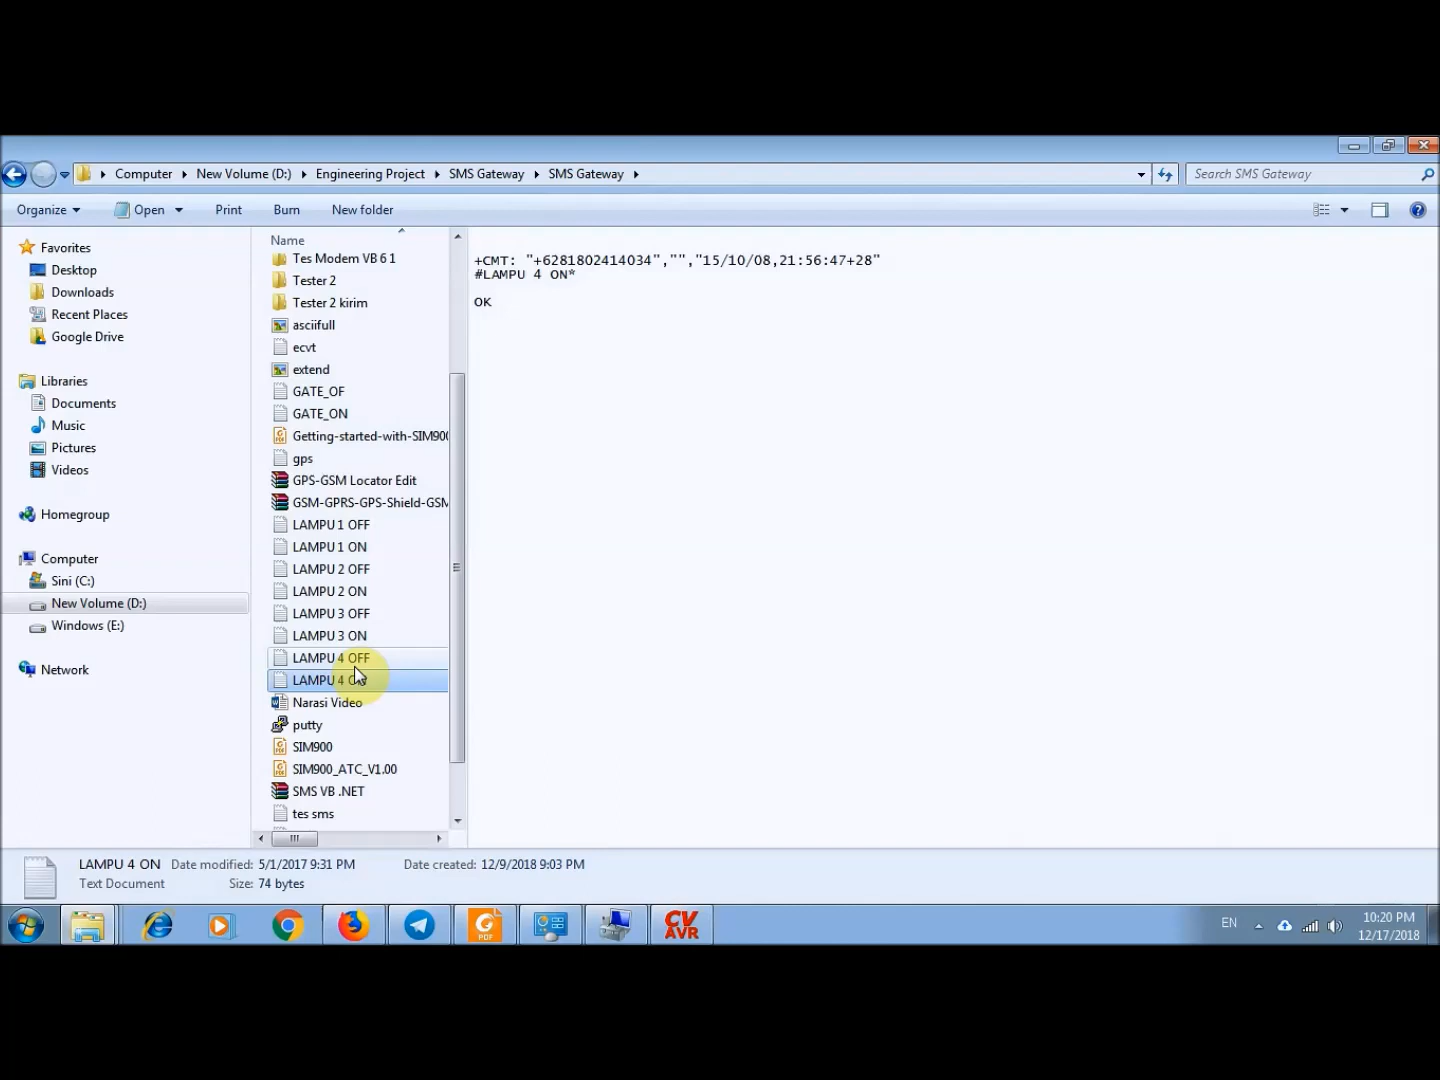 Computer
New Volume (D:)
Engineering Project
SMS Gateway
SMS Gateway
Search SMS Gateway
Organize
Open
Print
Burn
New folder
Favorites
Desktop
Downloads
Recent Places
Google Drive
Libraries
Documents
Music
Pictures
Videos
Homegroup
Computer
Sini (C:)
New Volume (D:)
Windows (E:)
Network
Name
Tes Modem VB 6 1
Tester 2
Tester 2 kirim
asciifull
ecvt
extend
GATE_OF
GATE_ON
Getting-started-with-SIM900
gps
GPS-GSM Locator Edit
GSM-GPRS-GPS-Shield-GSM
LAMPU 1 OFF
LAMPU 1 ON
LAMPU 2 OFF
LAMPU 2 ON
LAMPU 3 OFF
LAMPU 3 ON
LAMPU 4 OFF
LAMPU 4 ON
Narasi Video
putty
SIM900
SIM900_ATC_V1.00
SMS VB .NET
tes sms
+CMT: "+6281802414034","","15/10/08,21:56:47+28"
#LAMPU 4 ON*
OK
LAMPU 4 ON Date modified: 5/1/2017 9:31 PM Date created: 12/9/2018 9:03 PM
Text Document Size: 74 bytes
PDF
CV
AVR
EN
10:20 PM
12/17/2018